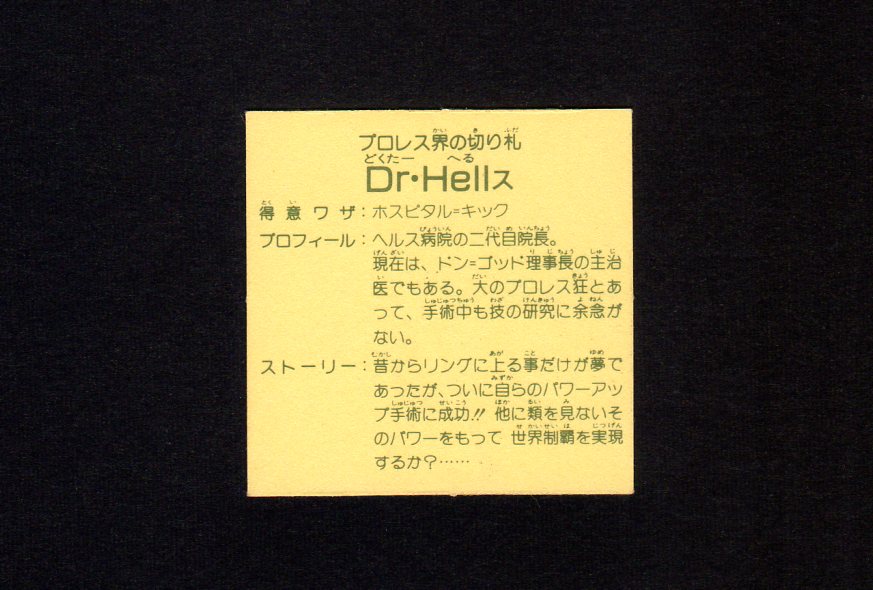 プロレス界の切り札
Dr・Hellス
得意ワザ：ホスピタル＝キック
プロフィール：ヘルス病院の二代目院長。
現在は、ドン＝ゴッド理事長の主治
医でもある。大のプロレス狂とあ
って、手術中も技の研究に余念が
ない。
ストーリー：昔からリングに上る事だけが夢で
あったが、ついに自らのパワーアッ
プ手術に成功!! 他に類を見ないそ
のパワーをもって 世界制覇を実現
するか？……